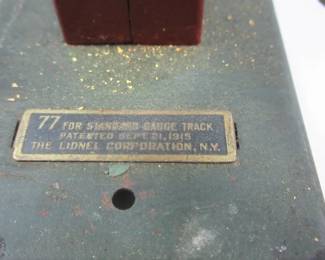 77 FOR STANDARD GAUGE TRACK
PATENTED SEPT. 21, 1915
THE LIONEL CORPORATION, N.Y.